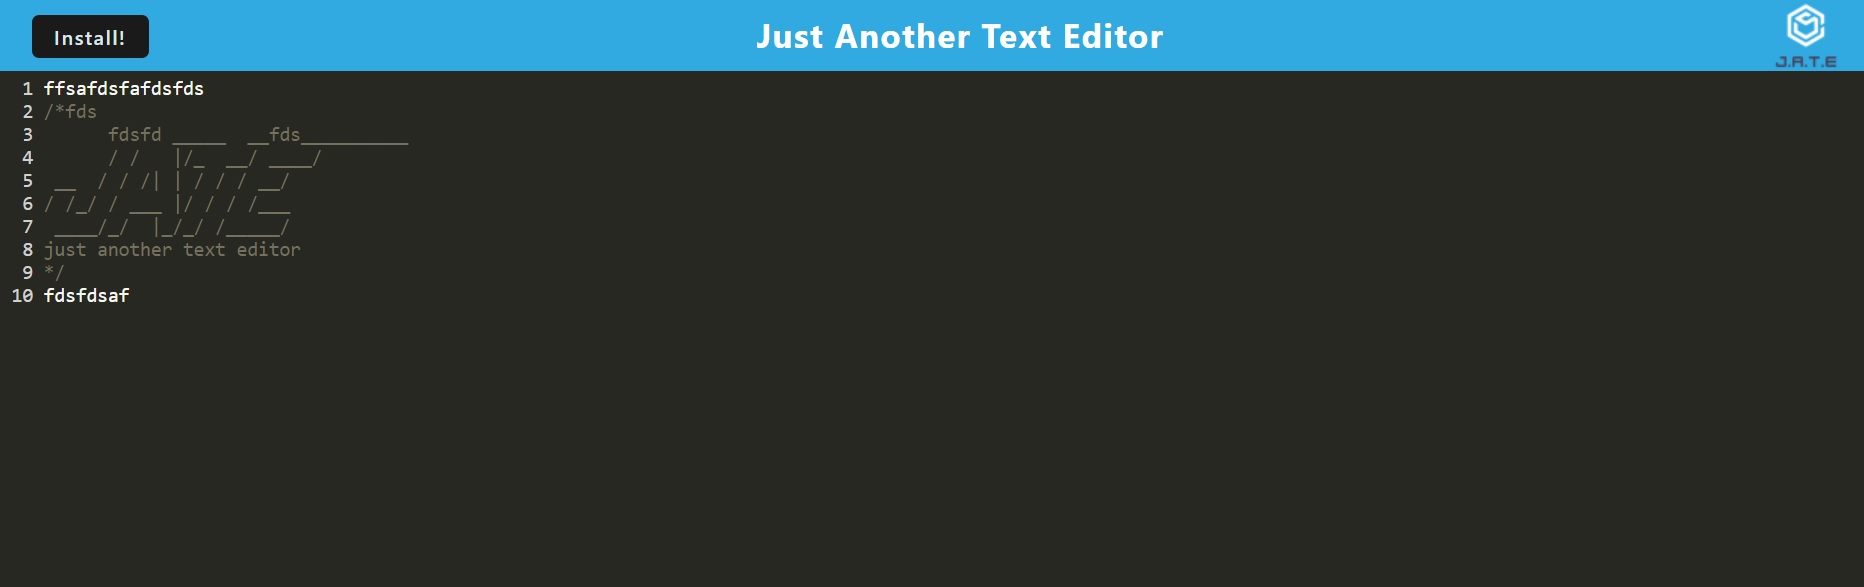 Install!
Just Another Text Editor
J.A.T.E
1 ffsafdsfafdsfds
2 /*fds
3       fdsfd _____  __fds__________
4       / /   |/_  __/ ____/
5  __  / / /| | / / / __/
6 / /_/ / ___ |/ / / /___
7  ____/_/  |_/_/ /_____/
8 just another text editor
9 */
10 fdsfdsaf